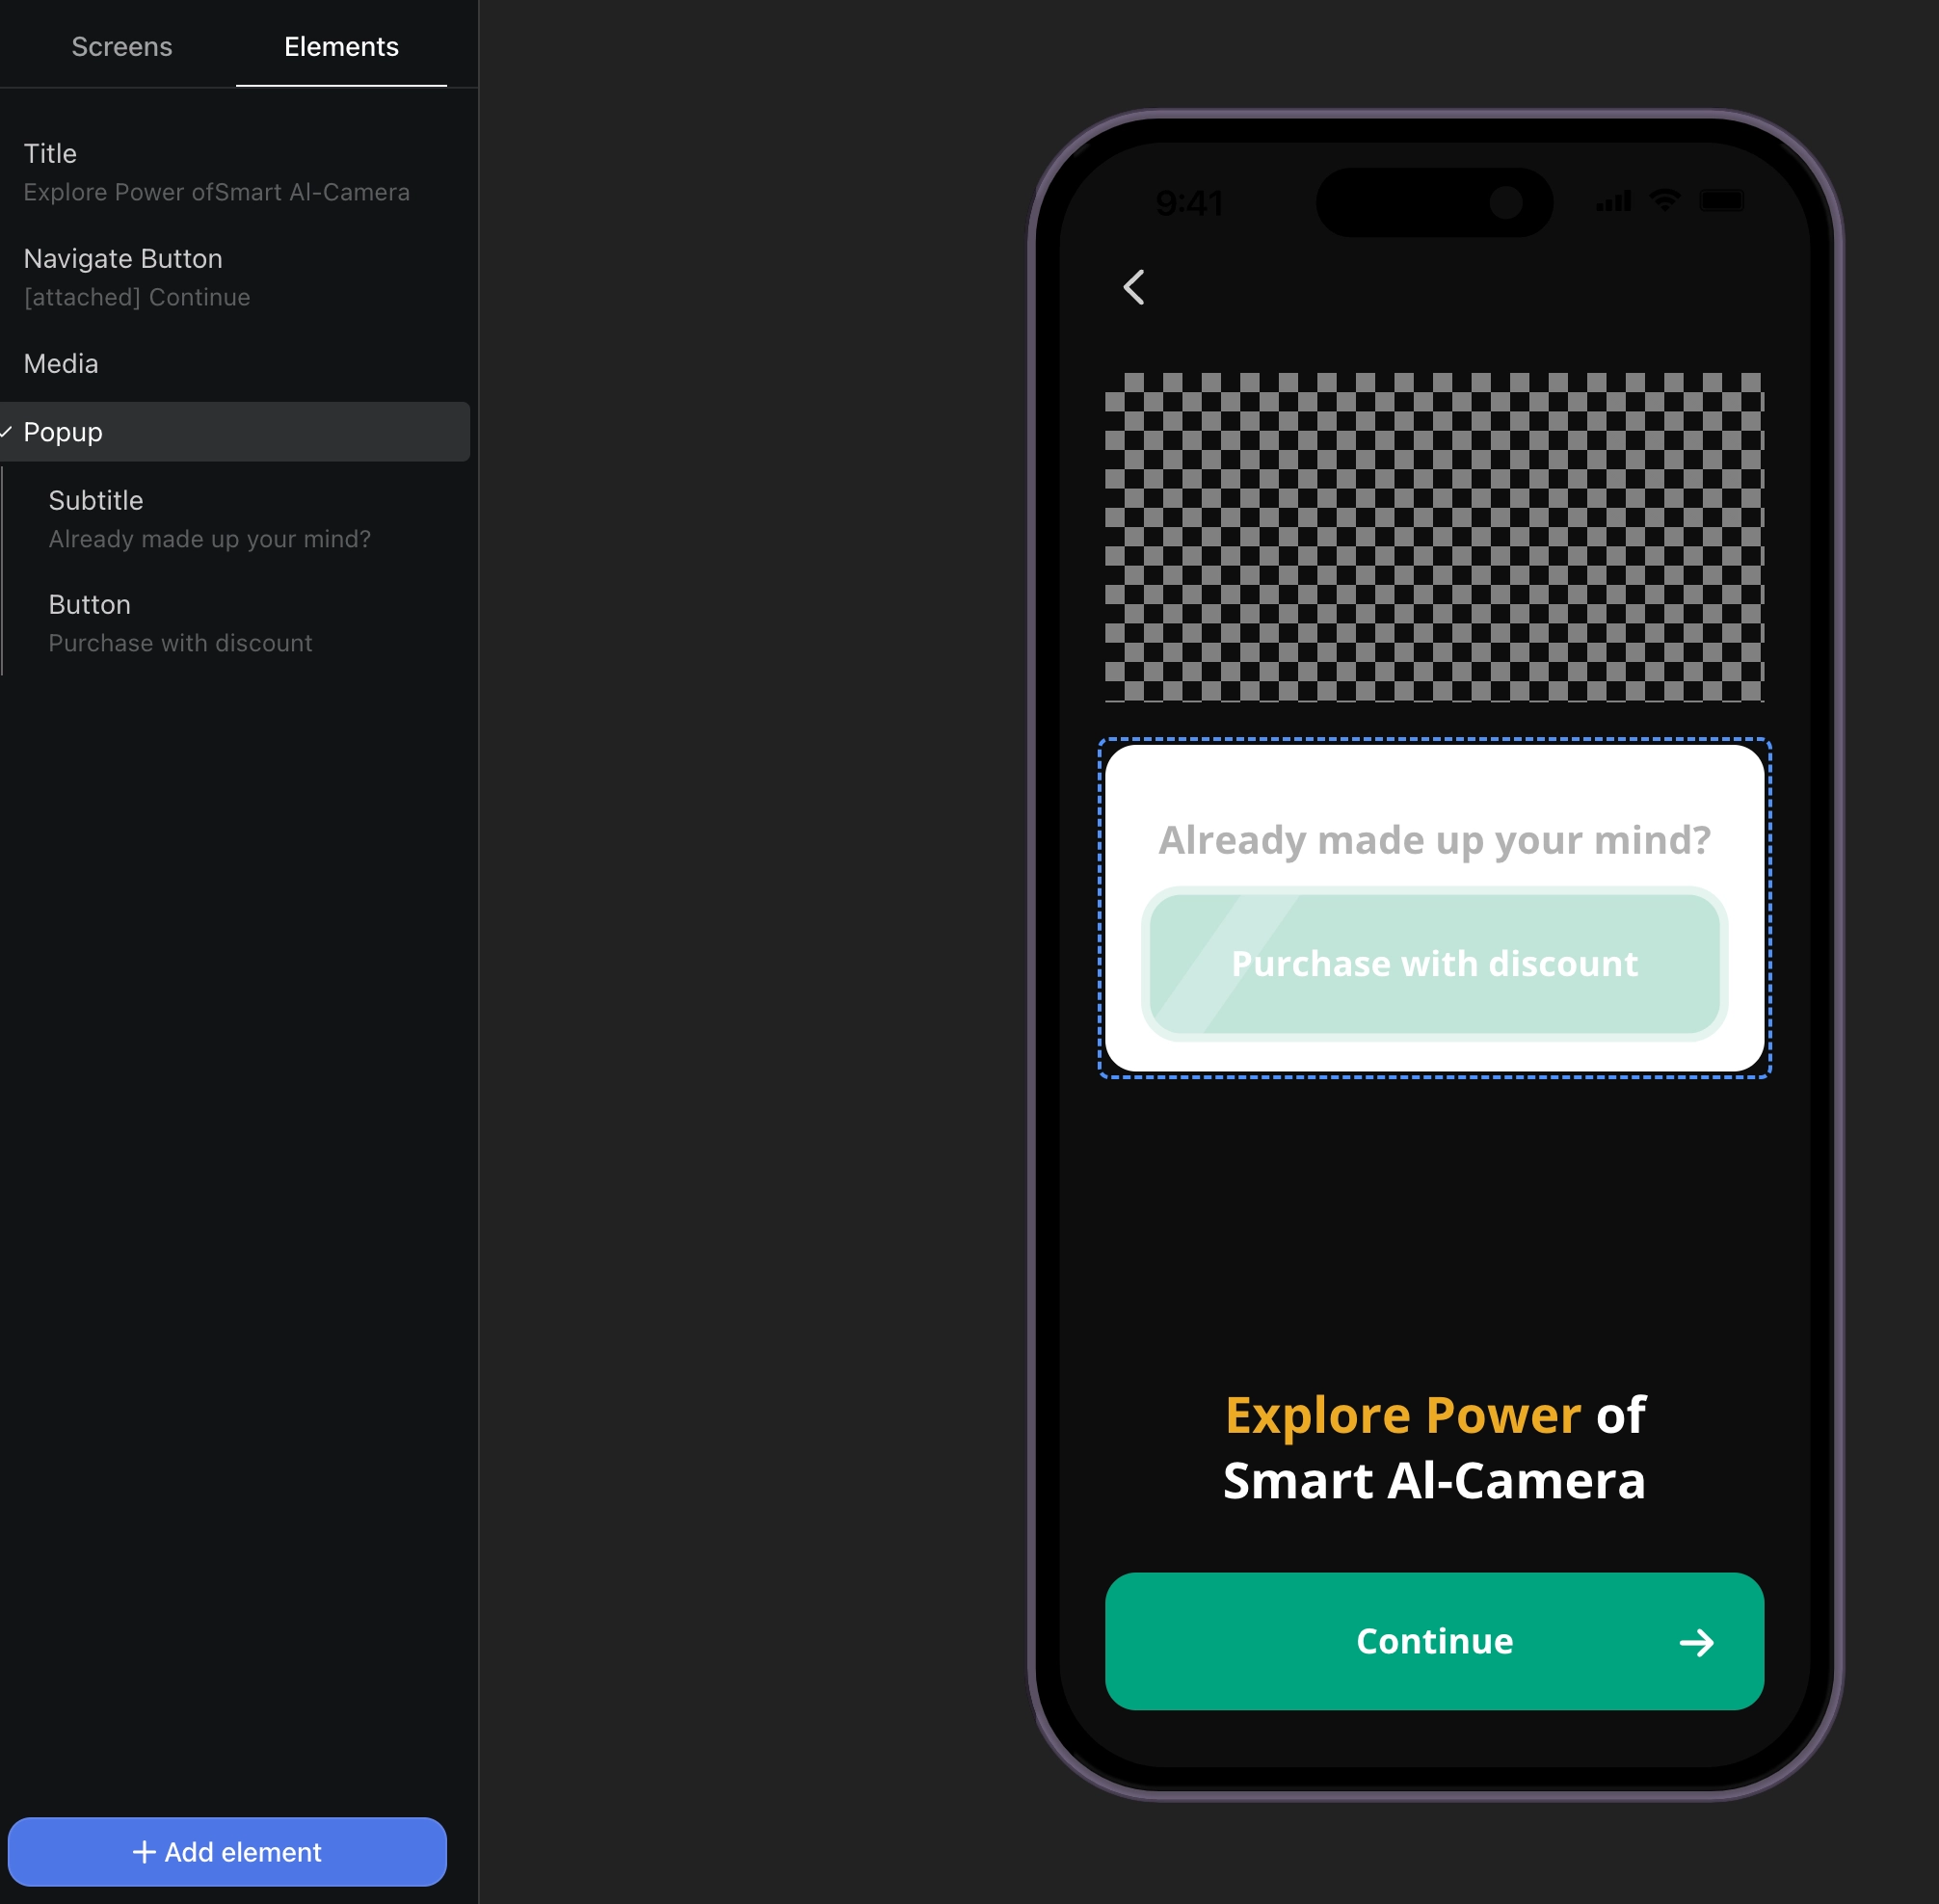 Screens
Elements
Title
Explore Power ofSmart Al-Camera
Navigate Button
[attached] Continue
Media
Popup
Subtitle
Already made up your mind?
Button
Purchase with discount
Add element
9:41
Already made up your mind?
Purchase with discount
Explore Power of
Smart Al-Camera
Continue